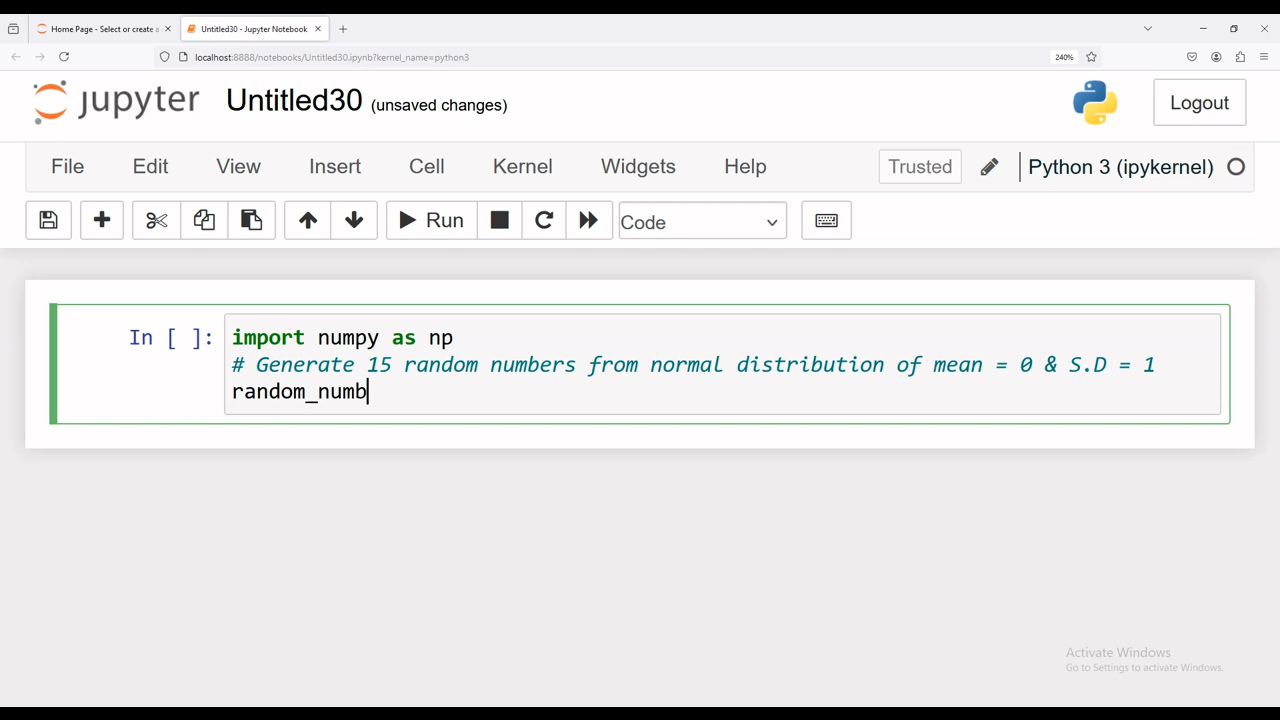 Home Page - Select or create a
Untitled30 - Jupyter Notebook
localhost:8888/notebooks/Untitled30.ipynb?kernel_name=python3
240%
jupyter Untitled30 (unsaved changes)
Logout
File Edit View Insert Cell Kernel Widgets Help
Trusted
Python 3 (ipykernel)
Run
Code
In [ ]: import numpy as np
# Generate 15 random numbers from normal distribution of mean = 0 & S.D = 1
random_numb
Activate Windows
Go to Settings to activate Windows.